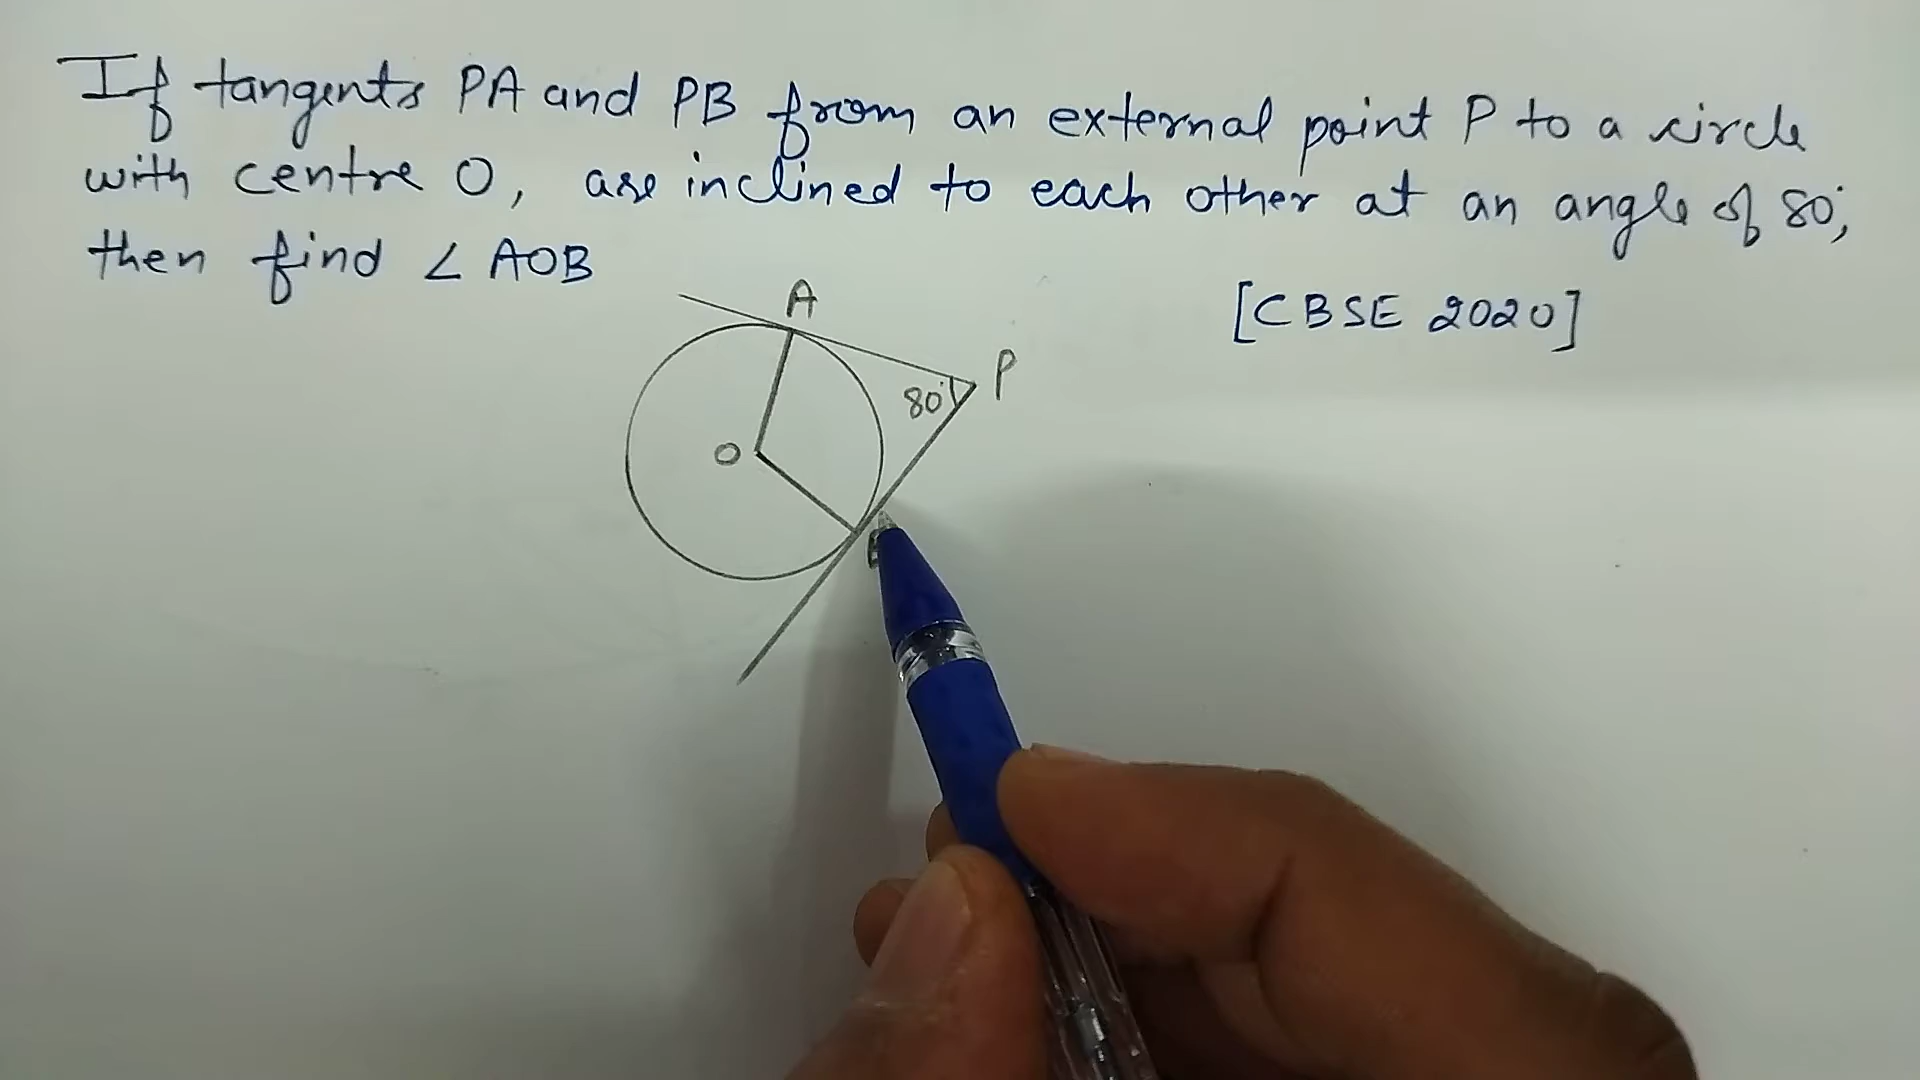 If tangents PA and PB from an external point P to a circle
with centre O, are inclined to each other at an angle of 80°,
then find ∠ AOB
[CBSE 2020]
A
P
80°
O